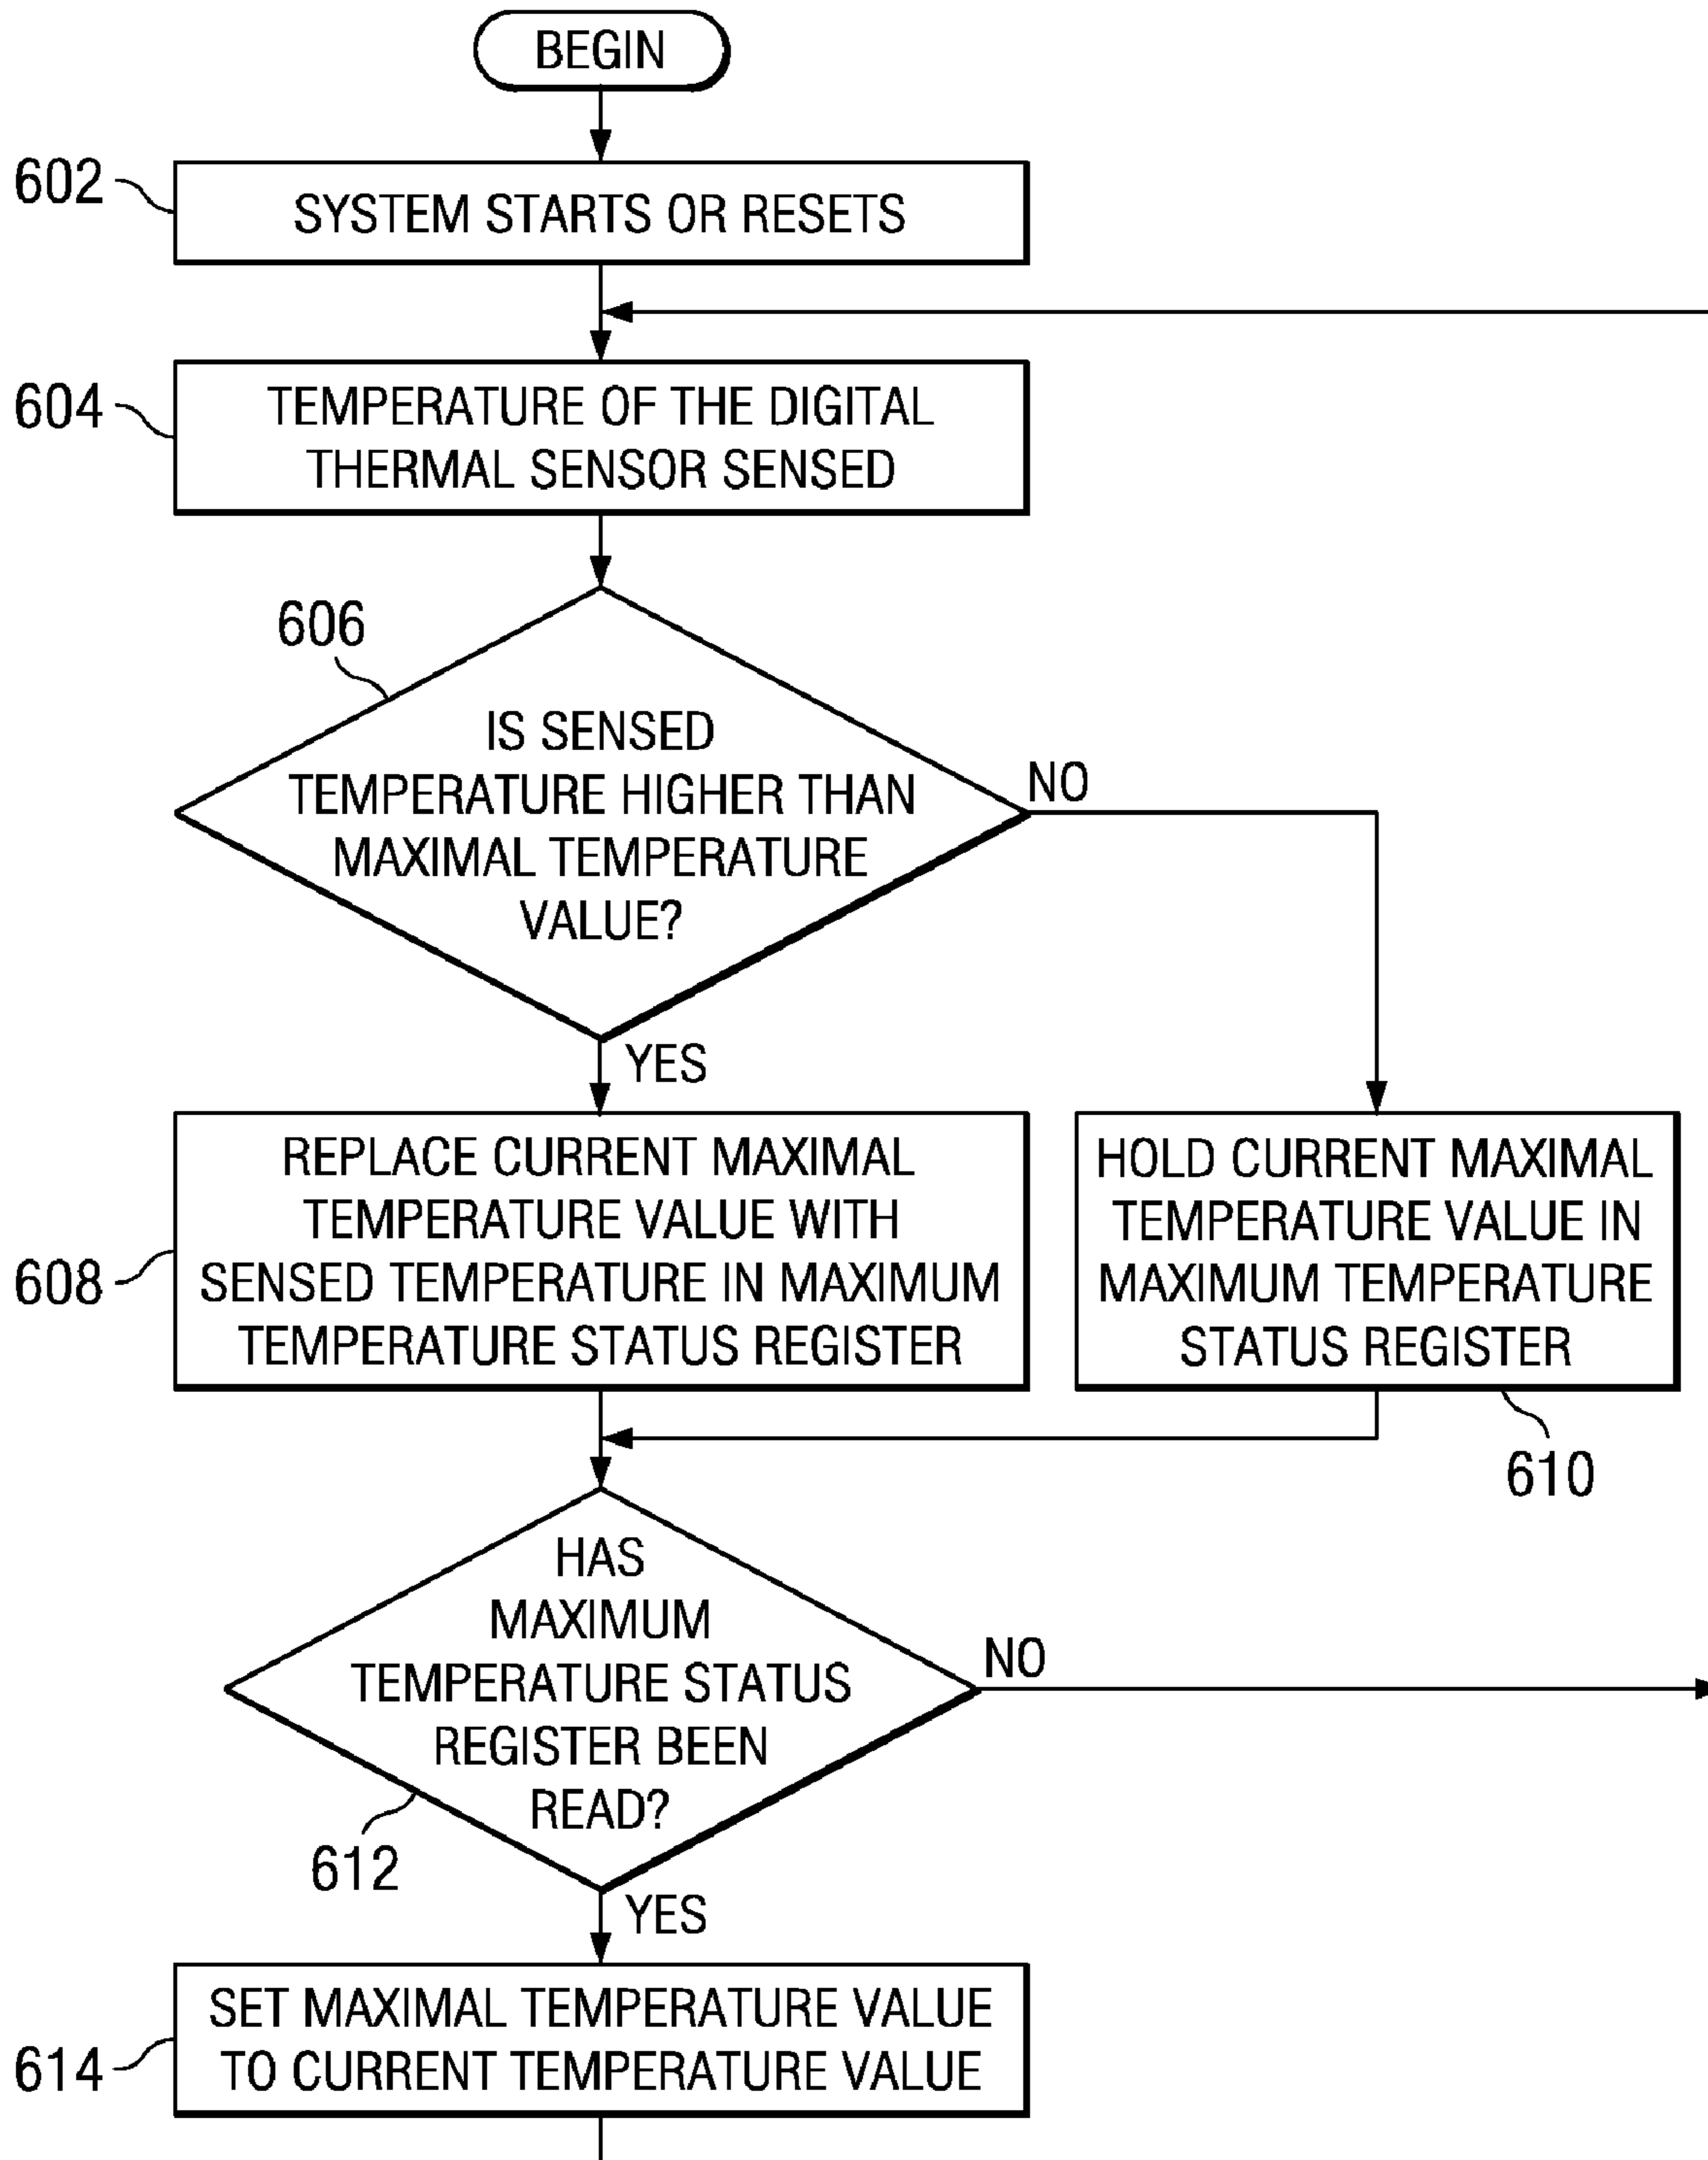 BEGIN
602
SYSTEM STARTS OR RESETS
604
TEMPERATURE OF THE DIGITAL
THERMAL SENSOR SENSED
606
IS SENSED
TEMPERATURE HIGHER THAN
MAXIMAL TEMPERATURE
VALUE?
NO
YES
608
REPLACE CURRENT MAXIMAL
TEMPERATURE VALUE WITH
SENSED TEMPERATURE IN MAXIMUM
TEMPERATURE STATUS REGISTER
HOLD CURRENT MAXIMAL
TEMPERATURE VALUE IN
MAXIMUM TEMPERATURE
STATUS REGISTER
610
HAS
MAXIMUM
TEMPERATURE STATUS
REGISTER BEEN
READ?
NO
612
YES
614
SET MAXIMAL TEMPERATURE VALUE
TO CURRENT TEMPERATURE VALUE